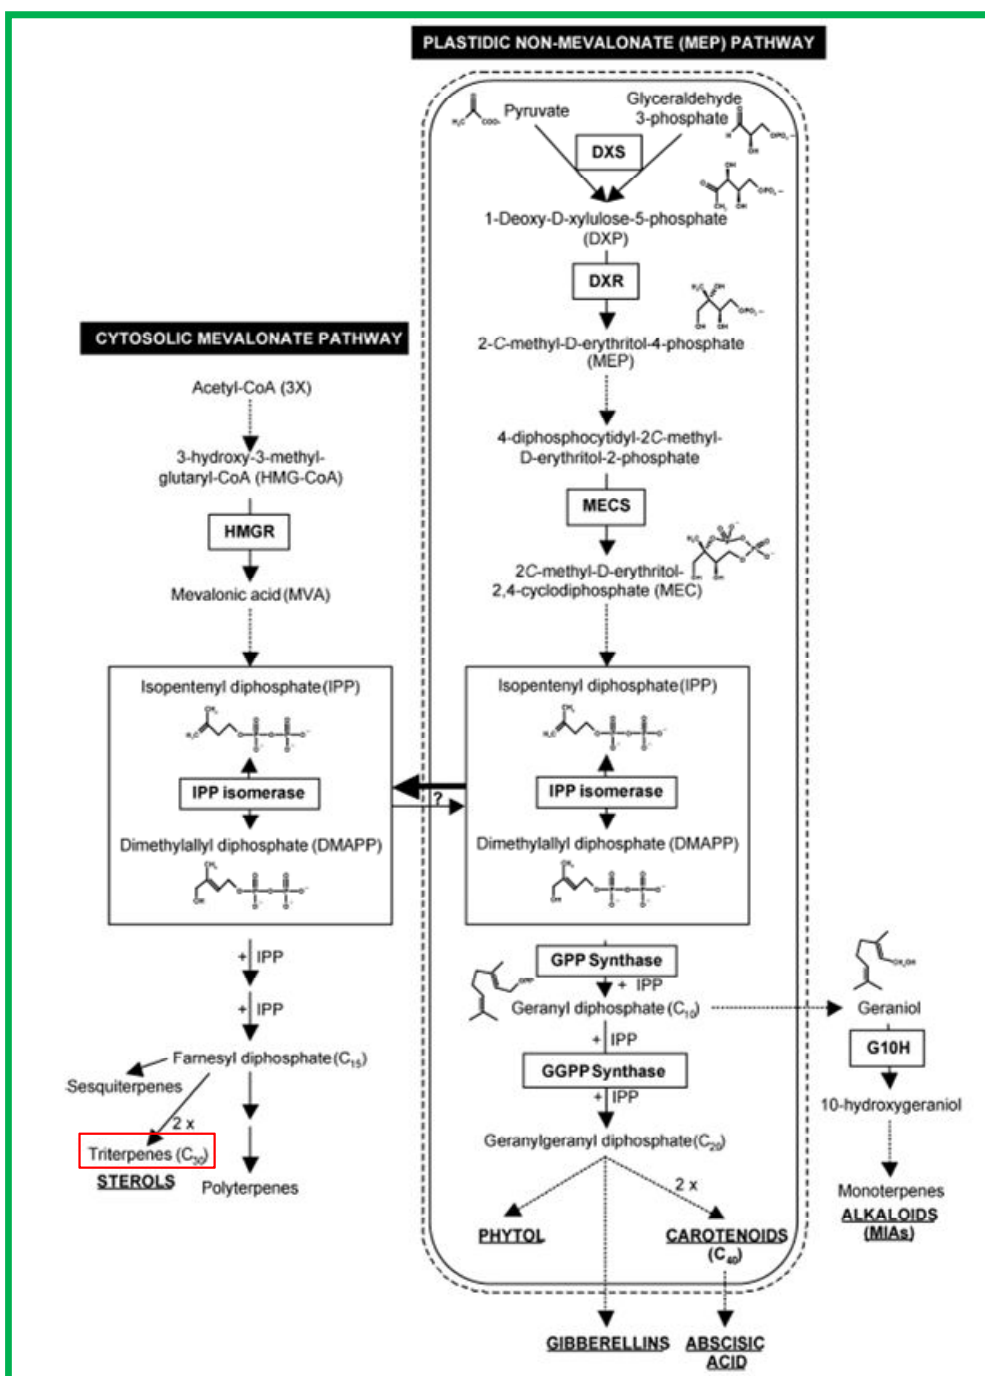 PLASTIDIC NON-MEVALONATE (MEP) PATHWAY
Pyruvate
Glyceraldehyde
3-phosphate
DXS
1-Deoxy-D-xylulose-5-phosphate
(DXP)
DXR
2-C-methyl-D-erythritol-4-phosphate
(MEP)
4-diphosphocytidyl-2C-methyl-
D-erythritol-2-phosphate
MECS
2C-methyl-D-erythritol-
2,4-cyclodiphosphate (MEC)
CYTOSOLIC MEVALONATE PATHWAY
Acetyl-CoA (3X)
3-hydroxy-3-methyl-
glutaryl-CoA (HMG-CoA)
HMGR
Mevalonic acid (MVA)
Isopentenyl diphosphate (IPP)
IPP isomerase
Dimethylallyl diphosphate (DMAPP)
?
Isopentenyl diphosphate (IPP)
IPP isomerase
Dimethylallyl diphosphate (DMAPP)
+ IPP
+ IPP
Farnesyl diphosphate (C15)
Sesquiterpenes
2 x
Triterpenes (C30)
STEROLS
Polyterpenes
GPP Synthase
+ IPP
Geranyl diphosphate (C10)
+ IPP
GGPP Synthase
+ IPP
Geranylgeranyl diphosphate (C20)
2 x
PHYTOL
CAROTENOIDS
(C40)
GIBBERELLINS
ABSCISIC
ACID
Geraniol
G10H
10-hydroxygeraniol
Monoterpenes
ALKALOIDS
(MIAs)